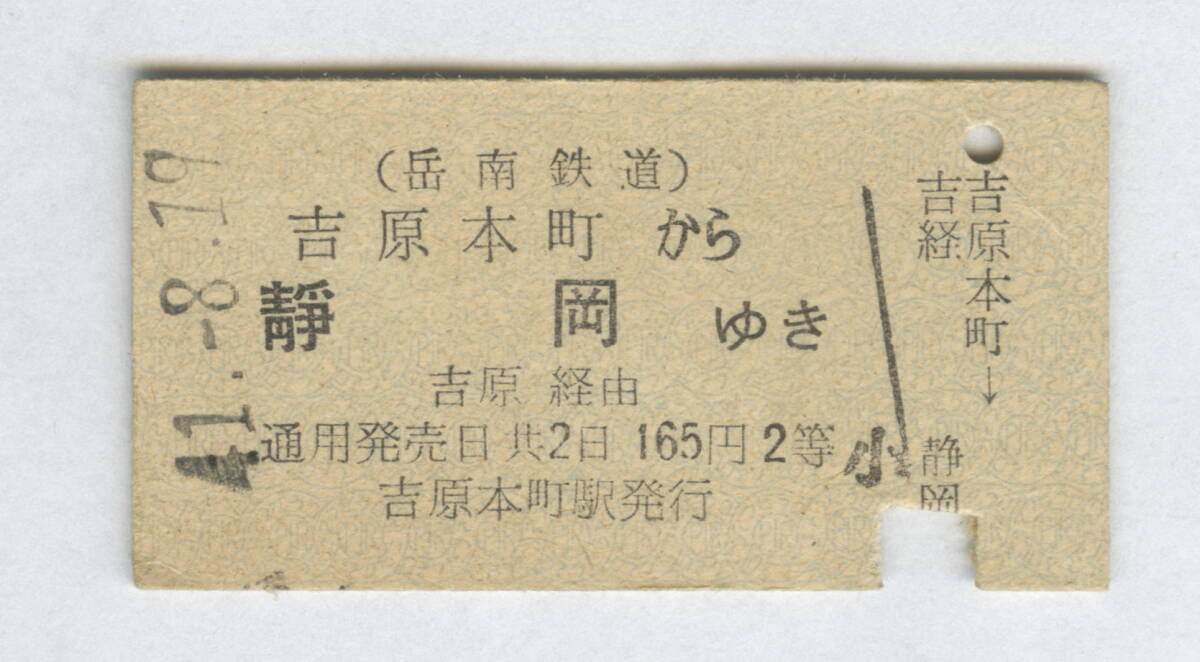 (岳南鉄道)
吉原本町から
静岡ゆき
吉原 経由
通用発売日共2日 165円 2等
吉原本町駅発行
41.-8.19
小
吉原本町→静岡
吉経